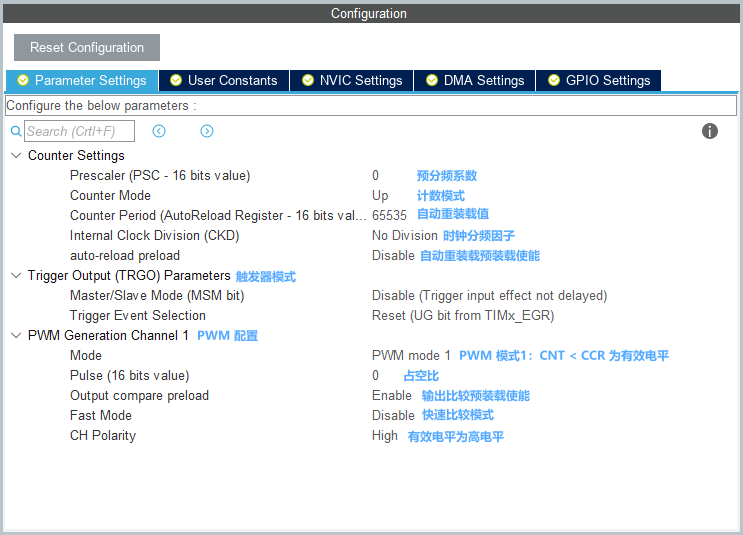 Configuration
Reset Configuration
Parameter Settings User Constants NVIC Settings DMA Settings GPIO Settings
Configure the below parameters :
Search (Crtl+F)
Counter Settings
Prescaler (PSC - 16 bits value) 0 预分频系数
Counter Mode Up 计数模式
Counter Period (AutoReload Register - 16 bits val... 65535 自动重装载值
Internal Clock Division (CKD) No Division 时钟分频因子
auto-reload preload Disable 自动重装载预装载使能
Trigger Output (TRGO) Parameters 触发器模式
Master/Slave Mode (MSM bit) Disable (Trigger input effect not delayed)
Trigger Event Selection Reset (UG bit from TIMx_EGR)
PWM Generation Channel 1 PWM 配置
Mode PWM mode 1 PWM 模式1：CNT < CCR 为有效电平
Pulse (16 bits value) 0 占空比
Output compare preload Enable 输出比较预装载使能
Fast Mode Disable 快速比较模式
CH Polarity High 有效电平为高电平